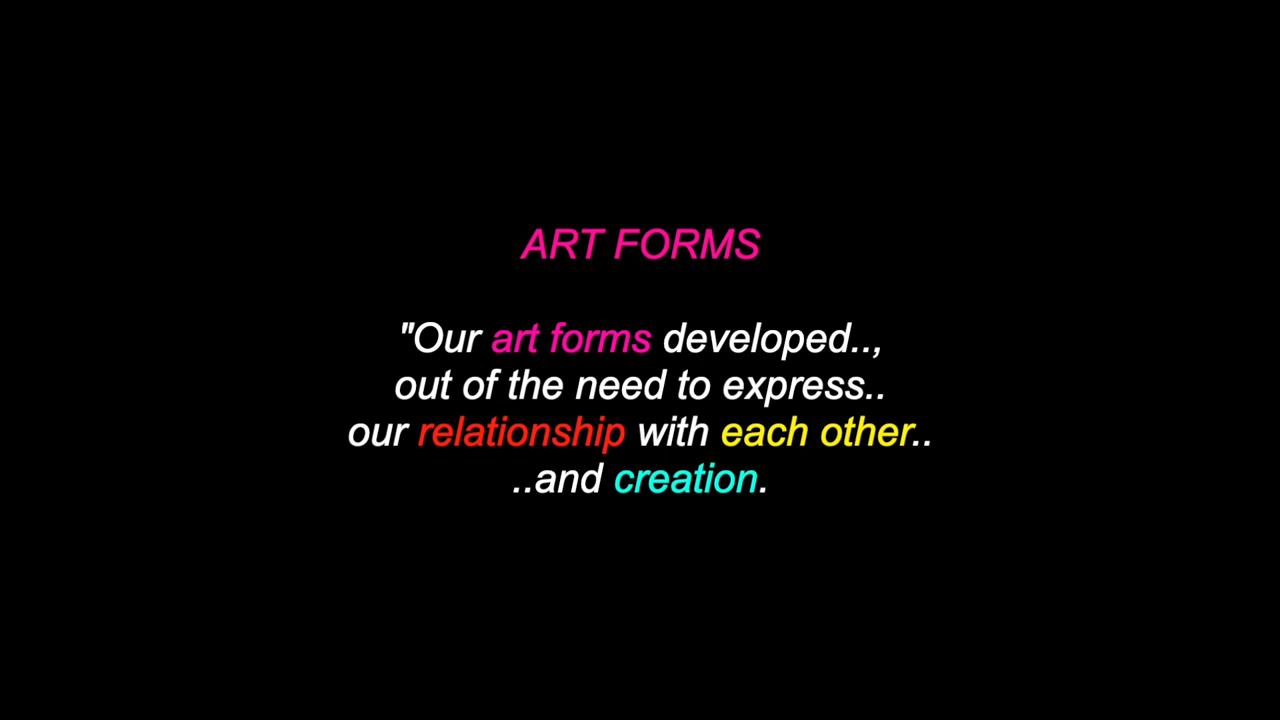 ART FORMS
"Our art forms developed..,
out of the need to express..
our relationship with each other..
..and creation.